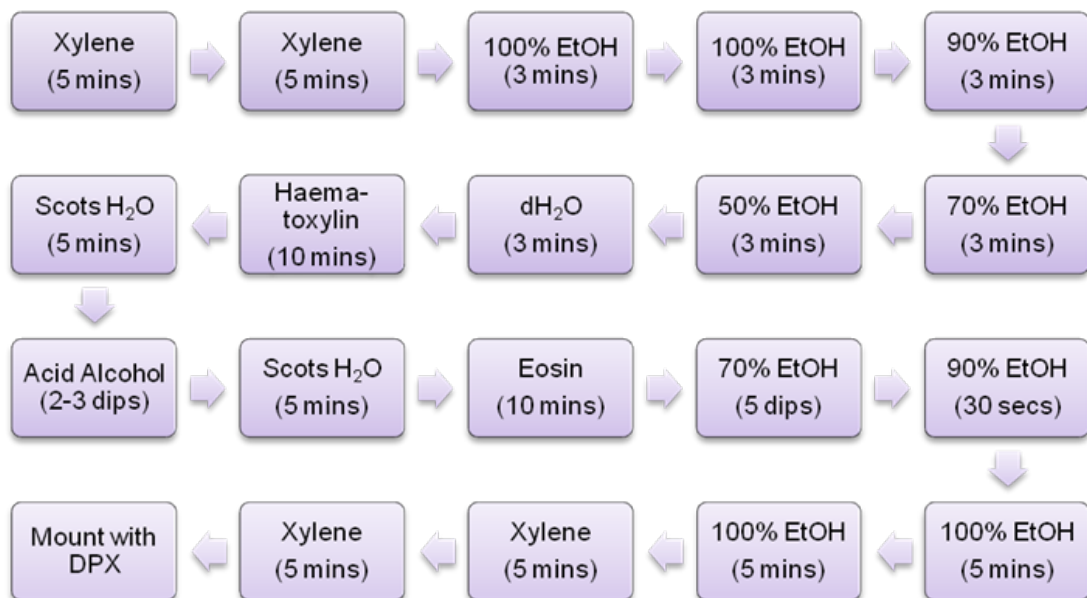 Xylene
(5 mins)
Xylene
(5 mins)
100% EtOH
(3 mins)
100% EtOH
(3 mins)
90% EtOH
(3 mins)
70% EtOH
(3 mins)
50% EtOH
(3 mins)
dH₂O
(3 mins)
Haema-
toxylin
(10 mins)
Scots H₂O
(5 mins)
Acid Alcohol
(2-3 dips)
Scots H₂O
(5 mins)
Eosin
(10 mins)
70% EtOH
(5 dips)
90% EtOH
(30 secs)
100% EtOH
(5 mins)
100% EtOH
(5 mins)
Xylene
(5 mins)
Xylene
(5 mins)
Mount with
DPX